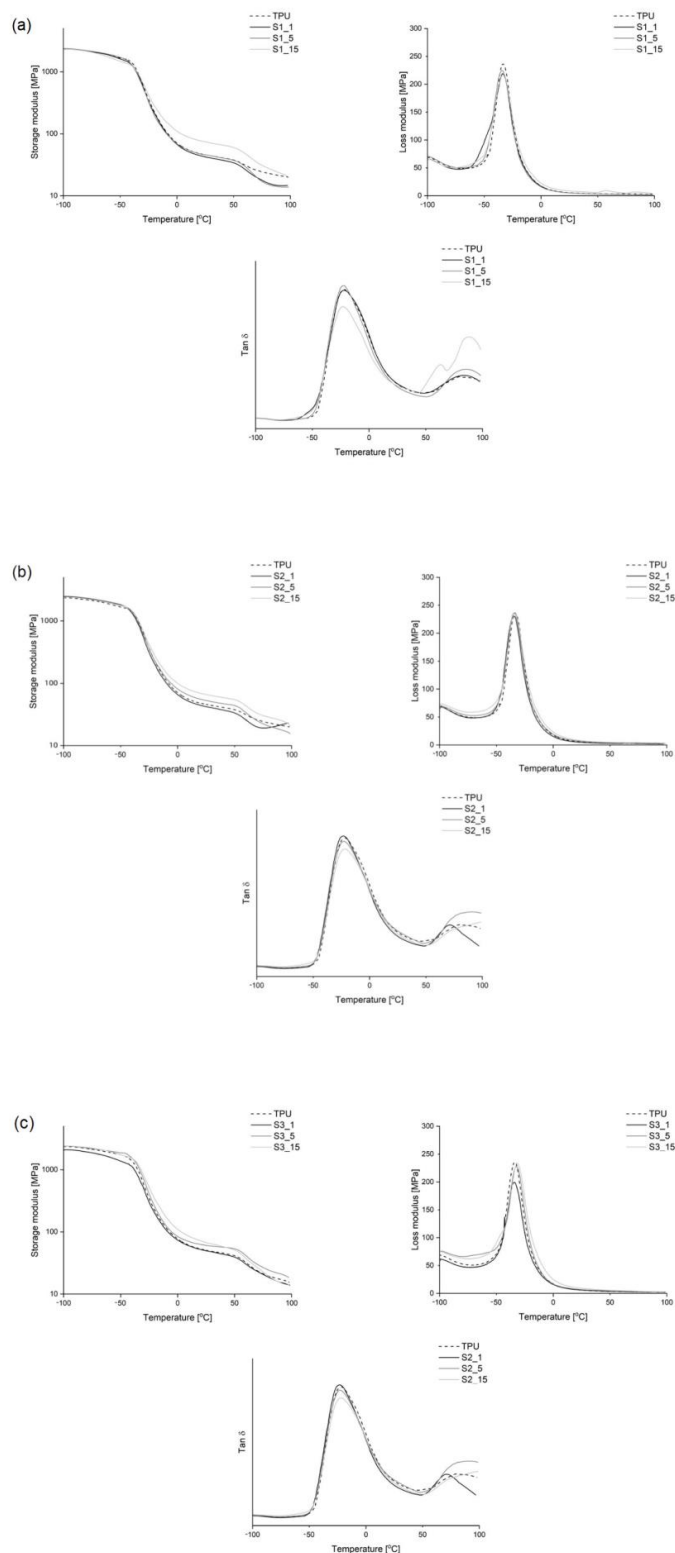 (a)
TPU
S1_1
S1_5
S1_15
Storage modulus [MPa]
1000
100
10
-100 -50 0 50 100
Temperature [°C]
TPU
S1_1
S1_5
S1_15
Loss modulus [MPa]
300
250
200
150
100
50
0
-100 -50 0 50 100
Temperature [°C]
TPU
S1_1
S1_5
S1_15
Tan δ
-100 -50 0 50 100
Temperature [°C]
(b)
TPU
S2_1
S2_5
S2_15
Storage modulus [MPa]
1000
100
10
-100 -50 0 50 100
Temperature [°C]
TPU
S2_1
S2_5
S2_15
Loss modulus [MPa]
300
250
200
150
100
50
0
-100 -50 0 50 100
Temperature [°C]
TPU
S2_1
S2_5
S2_15
Tan δ
-100 -50 0 50 100
Temperature [°C]
(c)
TPU
S3_1
S3_5
S3_15
Storage modulus [MPa]
1000
100
10
-100 -50 0 50 100
Temperature [°C]
TPU
S3_1
S3_5
S3_15
Loss modulus [MPa]
300
250
200
150
100
50
0
-100 -50 0 50 100
Temperature [°C]
TPU
S2_1
S2_5
S2_15
Tan δ
-100 -50 0 50 100
Temperature [°C]